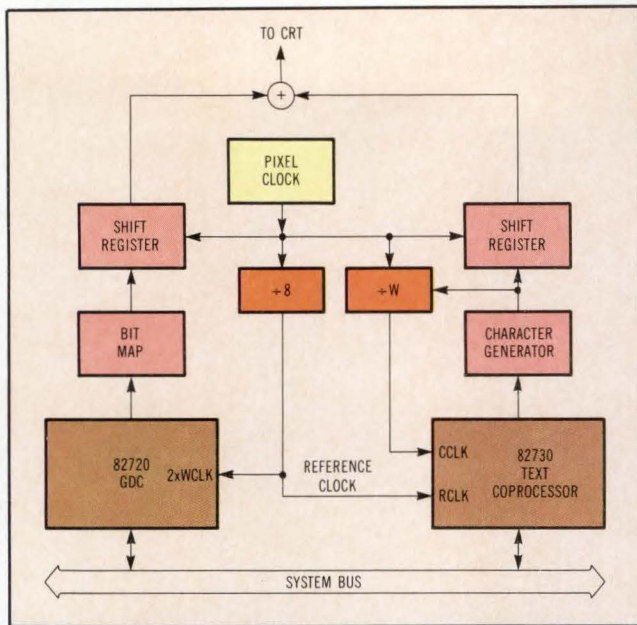 TO CRT
+
PIXEL
CLOCK
SHIFT
REGISTER
SHIFT
REGISTER
÷8
÷W
BIT
MAP
CHARACTER
GENERATOR
82720
GDC
2xWCLK
REFERENCE
CLOCK
CCLK
RCLK
82730
TEXT
COPROCESSOR
SYSTEM BUS